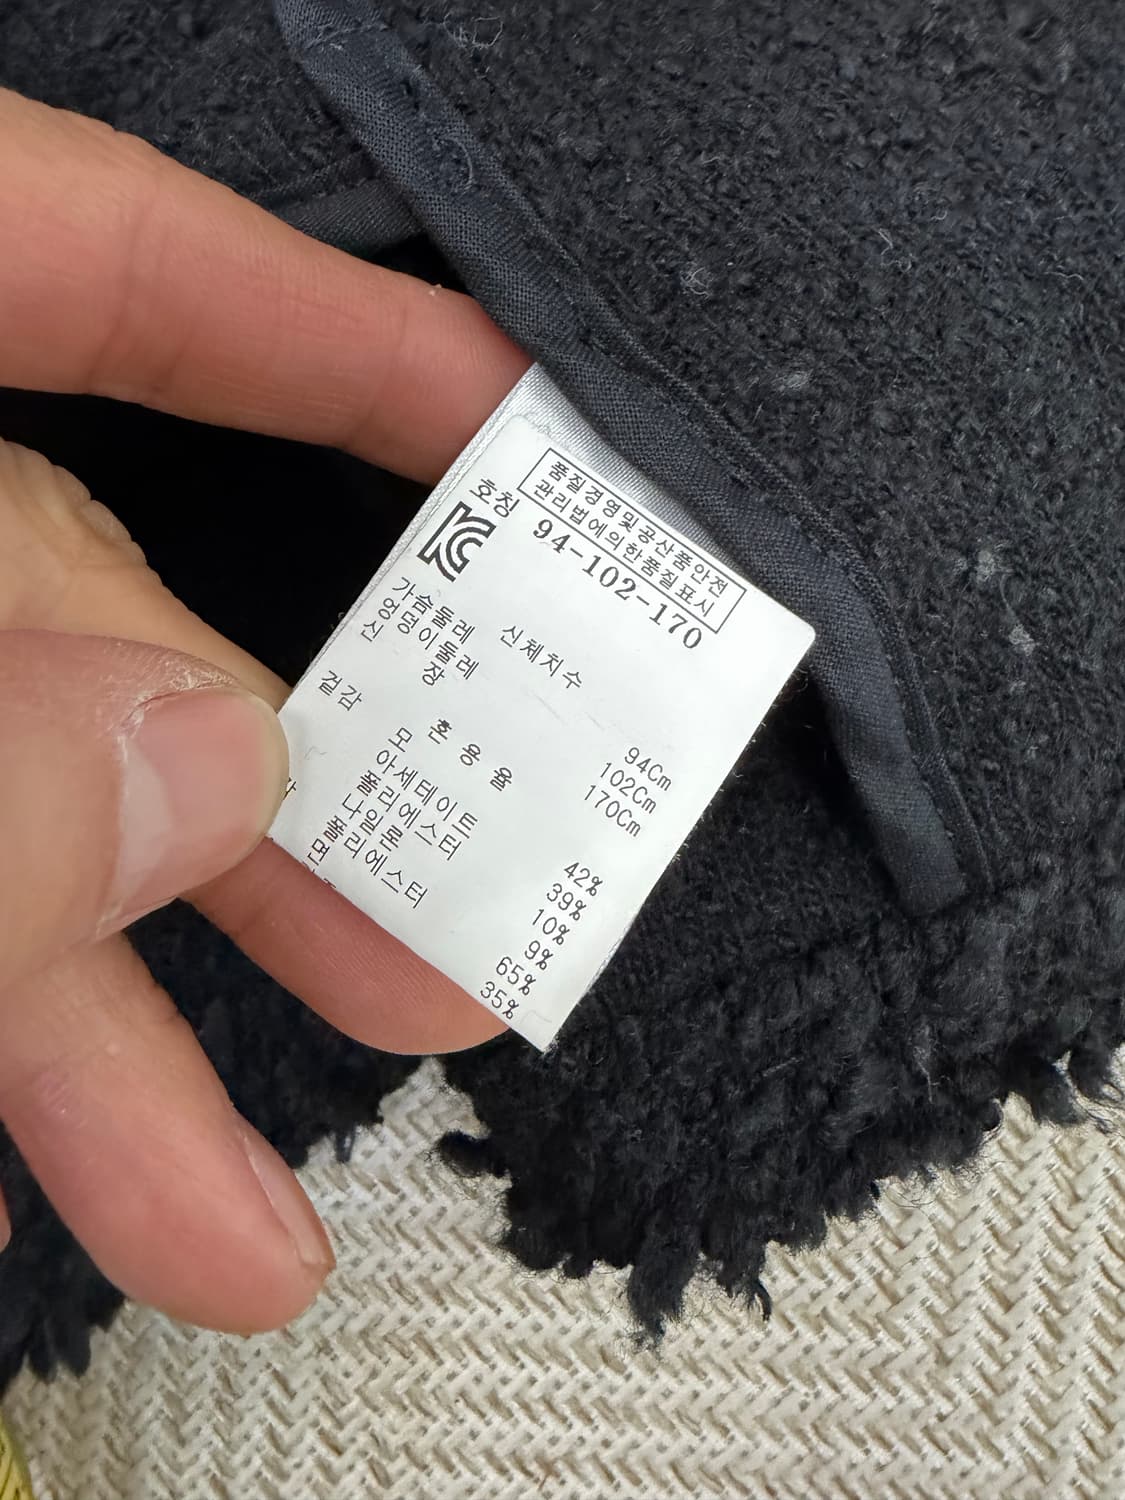 품질경영및공산품안전
관리법에의한품질표시
호칭 94-102-170
신체치수
가슴둘레 94Cm
엉덩이둘레 102Cm
신 장 170Cm
혼 용 율
겉감 모 42%
아세테이트 39%
폴리에스터 10%
나일론 9%
폴리에스터 65%
면 35%